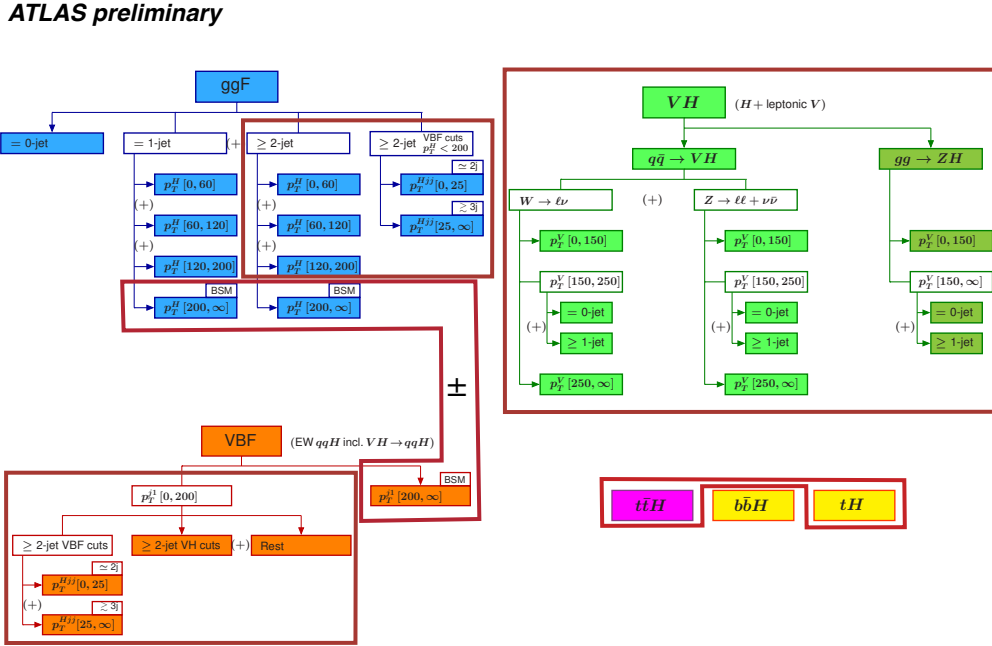 ATLAS preliminary
ggF
= 0-jet
= 1-jet
(+
≥ 2-jet
≥ 2-jet VBF cuts
p_T^H < 200
≃ 2j
p_T^H [0, 60]
p_T^H [0, 60]
p_T^{Hjj} [0, 25]
(+)
(+)
≳ 3j
p_T^H [60, 120]
p_T^H [60, 120]
p_T^{Hjj} [25, ∞]
(+)
(+)
p_T^H [120, 200]
p_T^H [120, 200]
BSM
BSM
p_T^H [200, ∞]
p_T^H [200, ∞]
±
VH
(H + leptonic V)
qq̄ → VH
gg → ZH
W → ℓν
(+)
Z → ℓℓ + νν̄
p_T^V [0, 150]
p_T^V [0, 150]
p_T^V [0, 150]
p_T^V [150, 250]
p_T^V [150, 250]
p_T^V [150, ∞]
= 0-jet
= 0-jet
= 0-jet
(+)
(+)
(+)
≥ 1-jet
≥ 1-jet
≥ 1-jet
p_T^V [250, ∞]
p_T^V [250, ∞]
VBF
(EW qqH incl. VH → qqH)
BSM
p_T^{j1} [0, 200]
p_T^{j1} [200, ∞]
≥ 2-jet VBF cuts
≥ 2-jet VH cuts
(+)
Rest
≃ 2j
p_T^{Hjj} [0, 25]
(+)
≳ 3j
p_T^{Hjj} [25, ∞]
tt̄H
bb̄H
tH